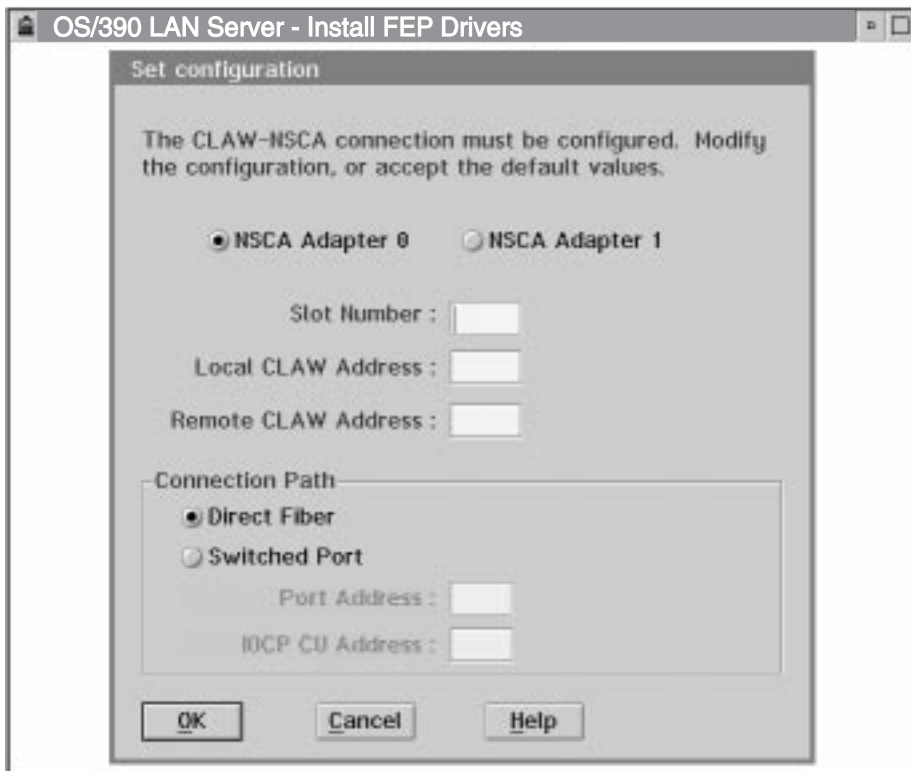 OS/390 LAN Server - Install FEP Drivers
Set configuration
The CLAW-NSCA connection must be configured. Modify
the configuration, or accept the default values.
NSCA Adapter 0 NSCA Adapter 1
Slot Number :
Local CLAW Address :
Remote CLAW Address :
Connection Path
Direct Fiber
Switched Port
Port Address :
IOCP CU Address :
OK Cancel Help